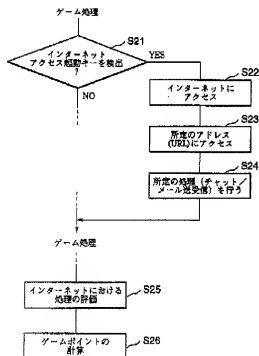 ゲーム処理
S21
インターネット
アクセス起動キーを検出
?
YES
NO
S22
インターネットに
アクセス
S23
所定のアドレス
(URL)にアクセス
S24
所定の処理(チャット/
メール送受信)を行う
ゲーム処理
S25
インターネットにおける
処理の評価
S26
ゲームポイントの
計算